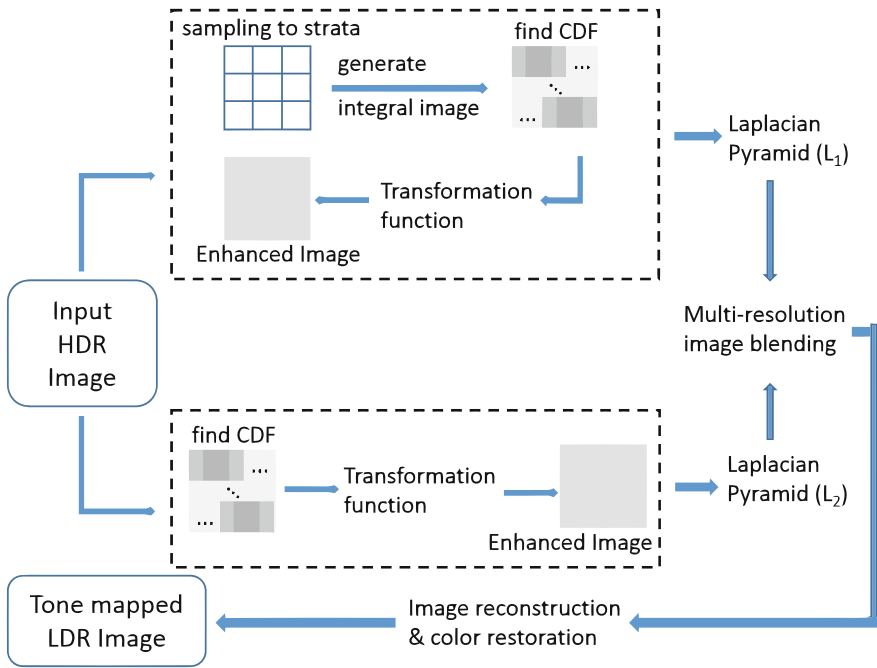 sampling to strata
generate
integral image
find CDF
...
...
...
Transformation
function
Enhanced Image
Laplacian
Pyramid (L₁)
Input
HDR
Image
Multi-resolution
image blending
find CDF
...
...
...
Transformation
function
Enhanced Image
Laplacian
Pyramid (L₂)
Tone mapped
LDR Image
Image reconstruction
& color restoration